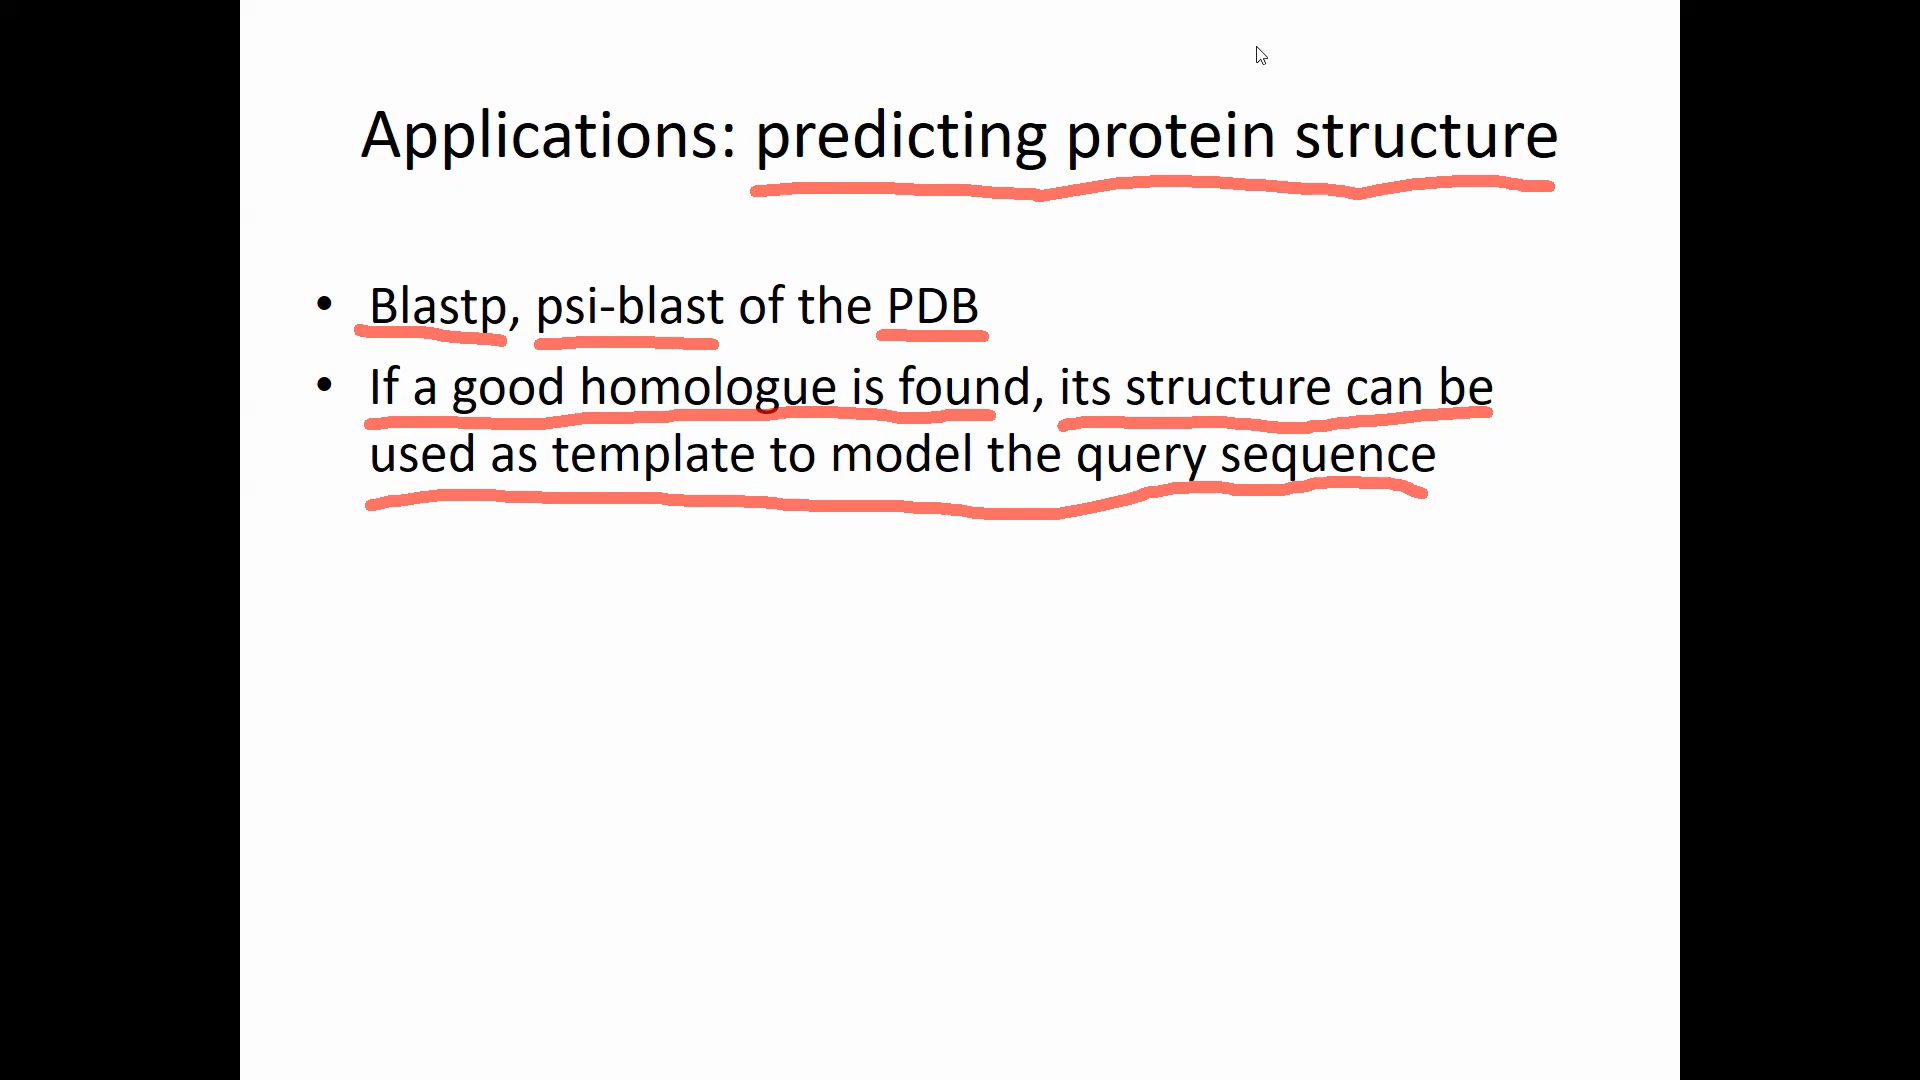 Applications: predicting protein structure
• Blastp, psi-blast of the PDB
• If a good homologue is found, its structure can be
used as template to model the query sequence